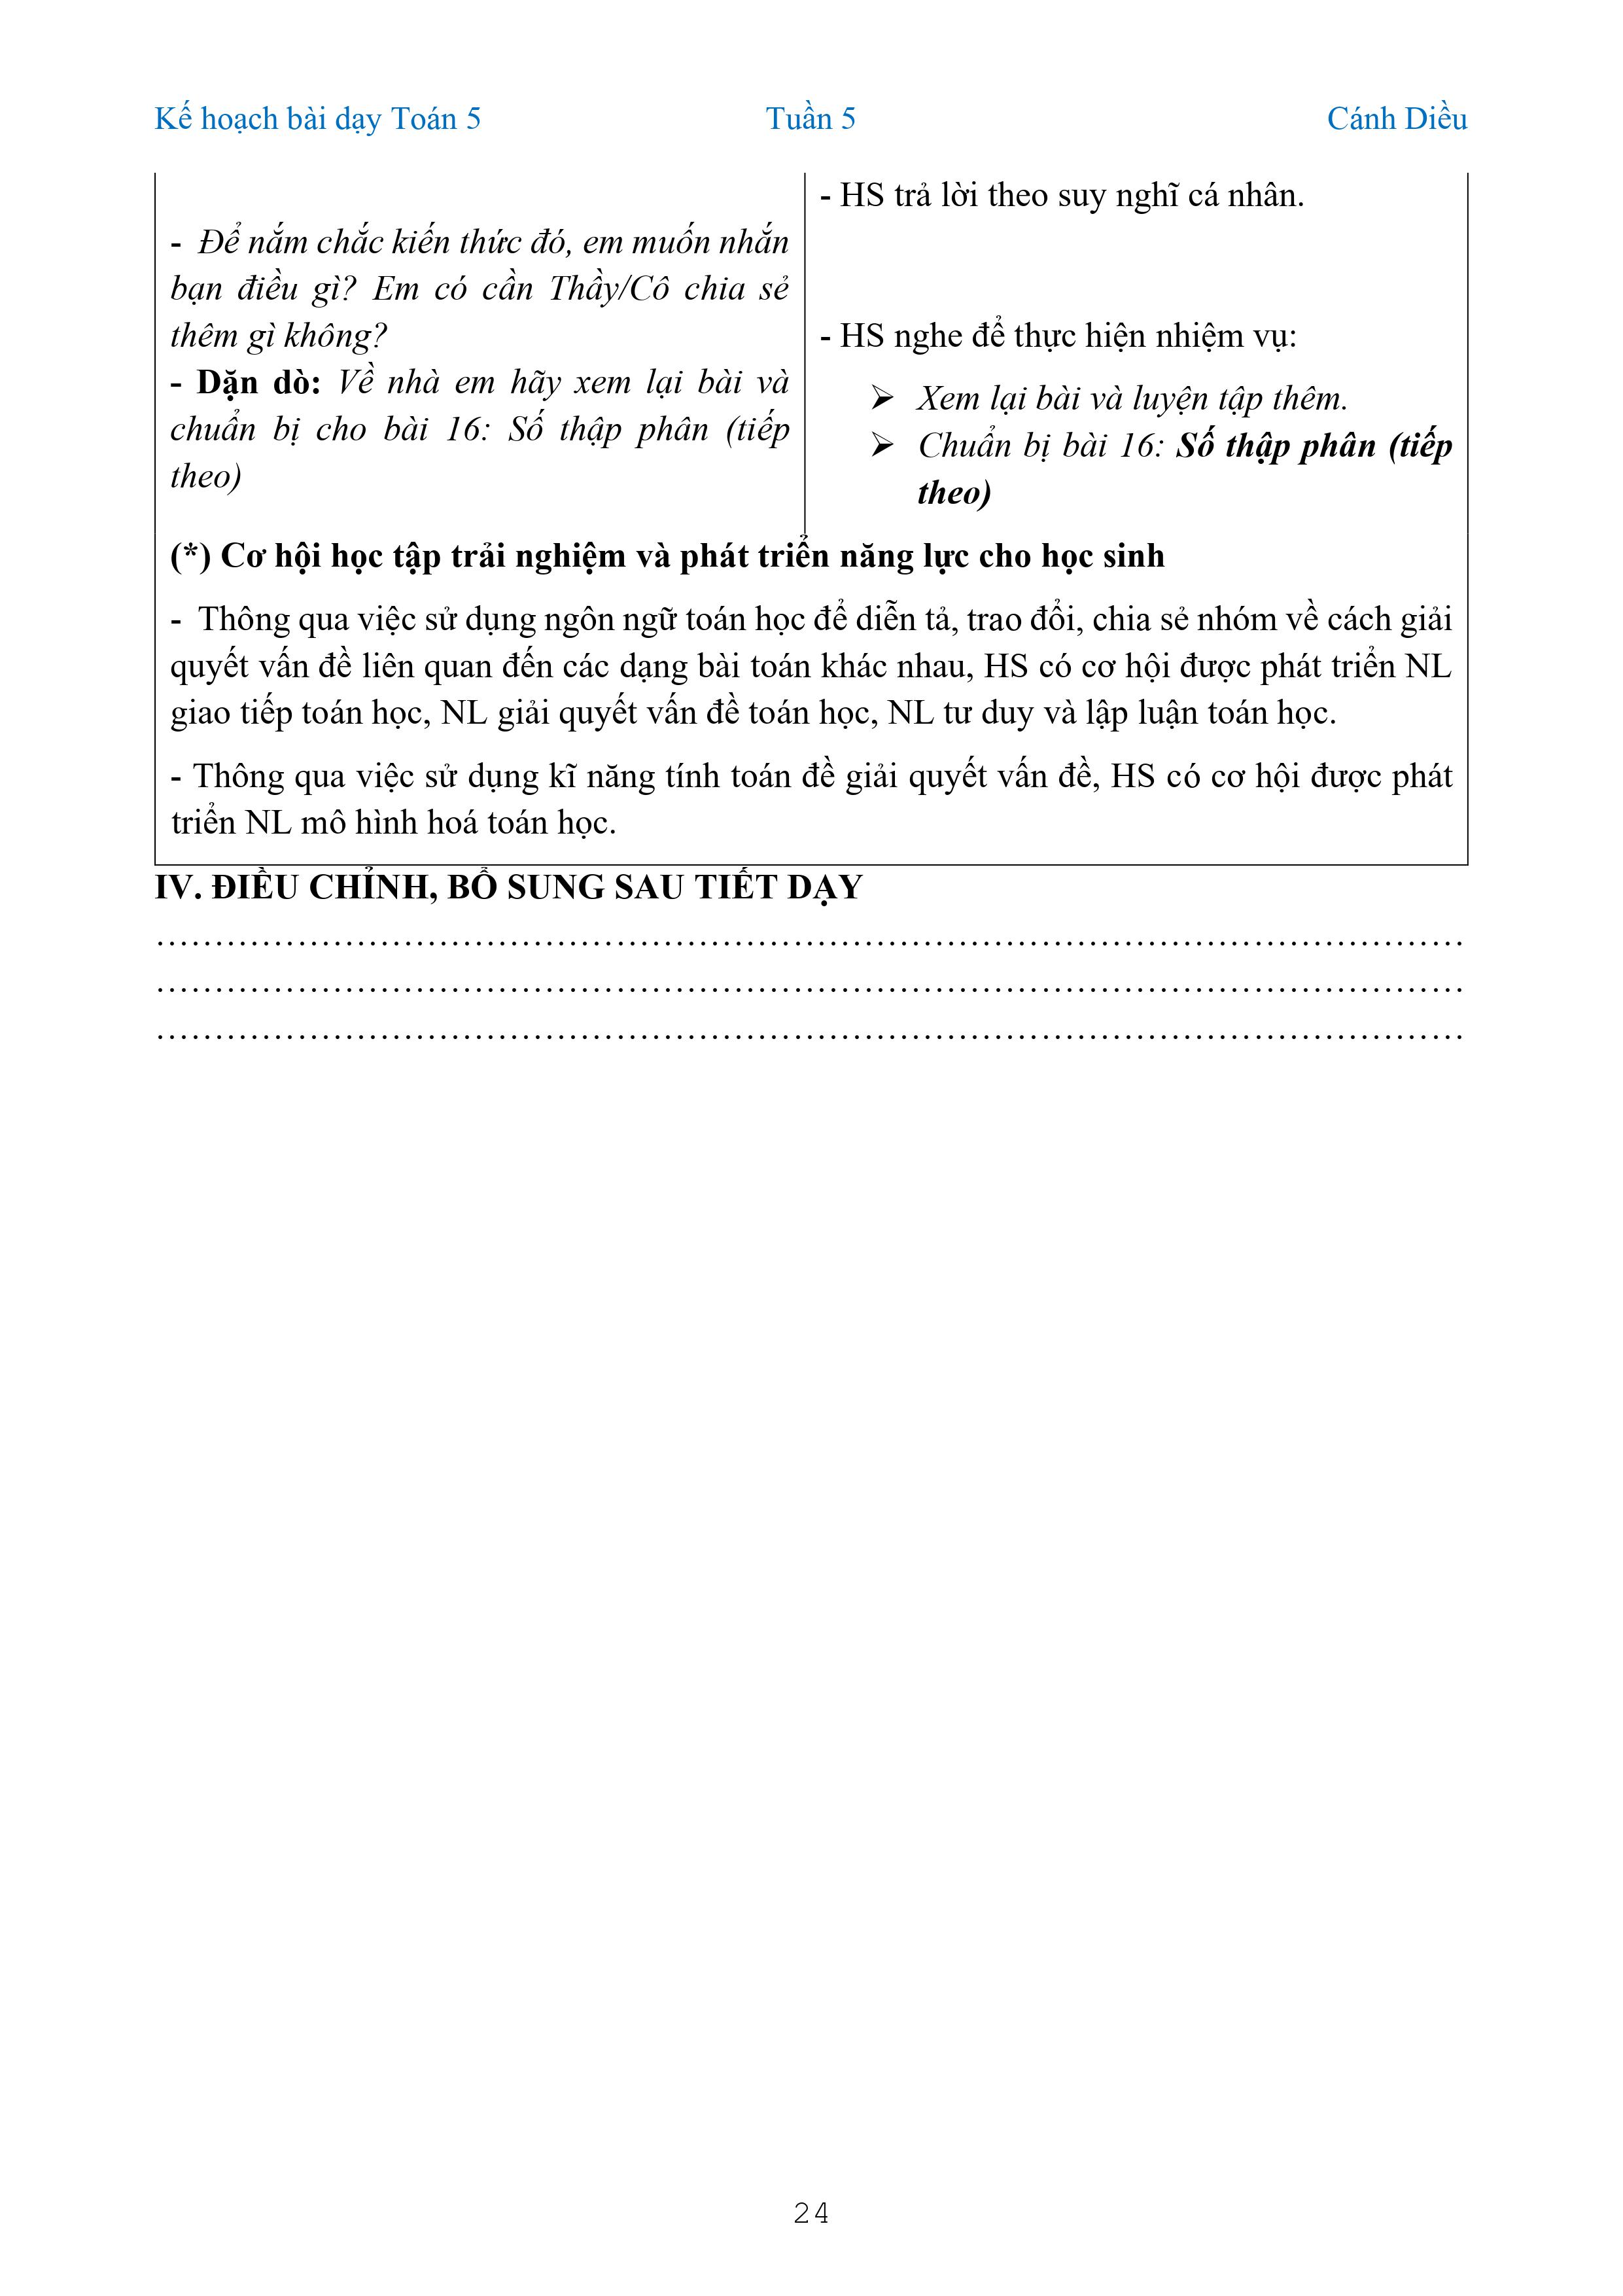 Kế hoạch bài dạy Toán 5 Tuần 5 Cánh Diều
- Để nắm chắc kiến thức đó, em muốn nhắn
bạn điều gì? Em có cần Thầy/Cô chia sẻ
thêm gì không?
- Dặn dò: Về nhà em hãy xem lại bài và
chuẩn bị cho bài 16: Số thập phân (tiếp
theo)
- HS trả lời theo suy nghĩ cá nhân.
- HS nghe để thực hiện nhiệm vụ:
➢ Xem lại bài và luyện tập thêm.
➢ Chuẩn bị bài 16: Số thập phân (tiếp
theo)
(*) Cơ hội học tập trải nghiệm và phát triển năng lực cho học sinh
- Thông qua việc sử dụng ngôn ngữ toán học để diễn tả, trao đổi, chia sẻ nhóm về cách giải
quyết vấn đề liên quan đến các dạng bài toán khác nhau, HS có cơ hội được phát triển NL
giao tiếp toán học, NL giải quyết vấn đề toán học, NL tư duy và lập luận toán học.
- Thông qua việc sử dụng kĩ năng tính toán đề giải quyết vấn đề, HS có cơ hội được phát
triển NL mô hình hoá toán học.
IV. ĐIỀU CHỈNH, BỔ SUNG SAU TIẾT DẠY
……………………………………………………………………………………………………
……………………………………………………………………………………………………
……………………………………………………………………………………………………
24